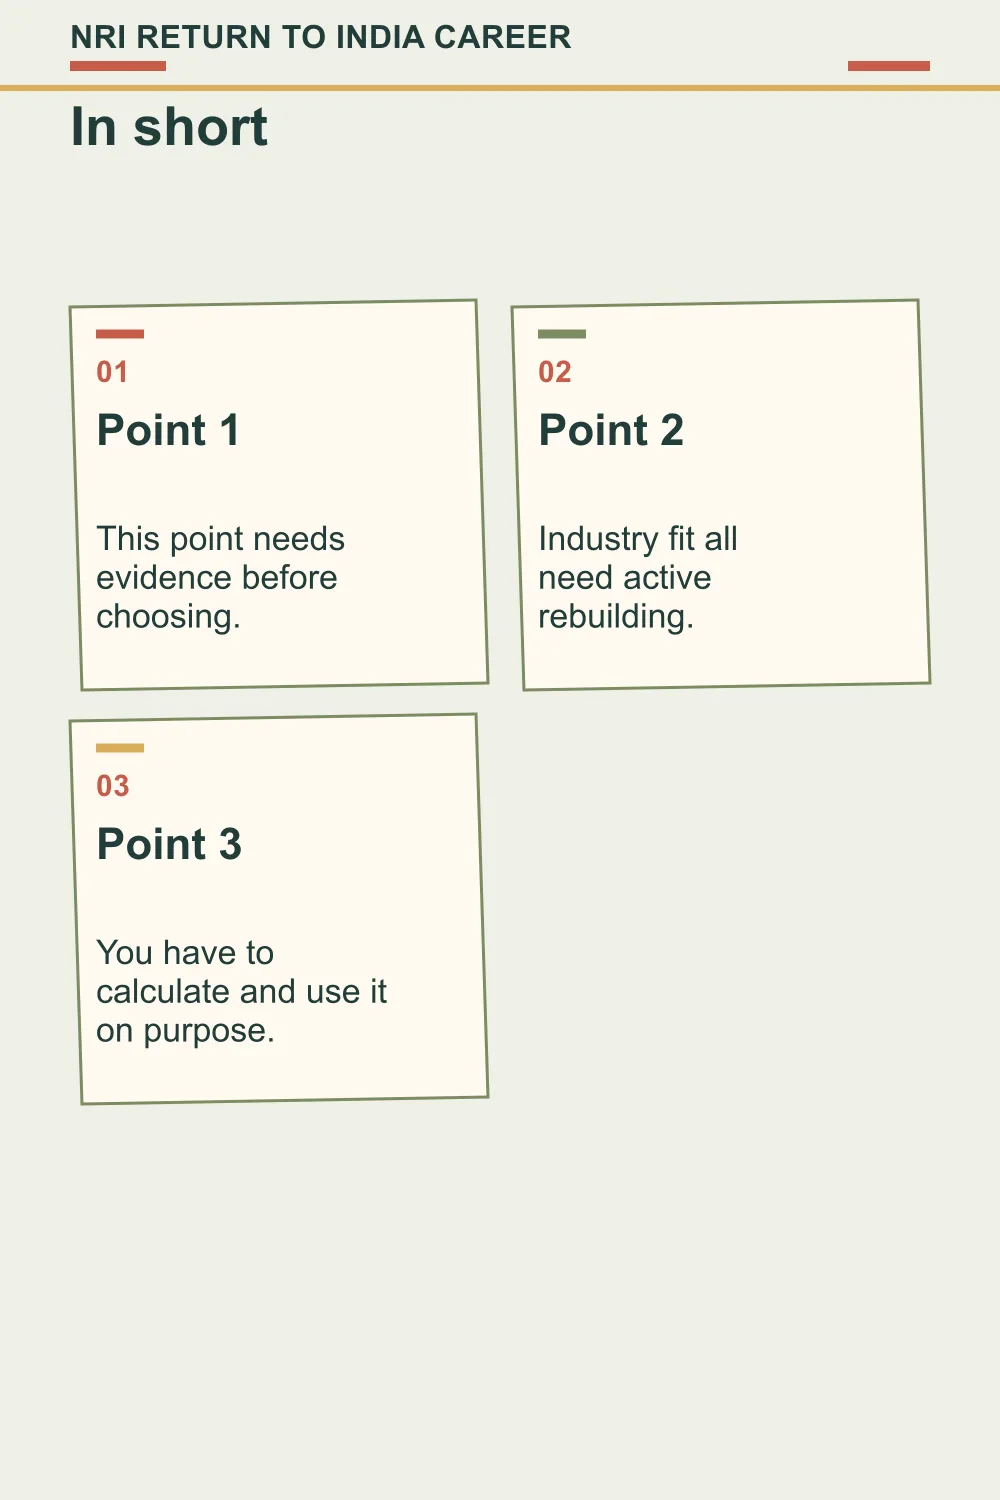 NRI RETURN TO INDIA CAREER
In short
01
Point 1
This point needs
evidence before
choosing.
02
Point 2
Industry fit all
need active
rebuilding.
03
Point 3
You have to
calculate and use it
on purpose.